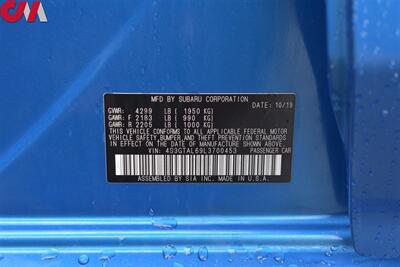 CM
MFD BY SUBARU CORPORATION
GVWR: 4299 LB ( 1950 KG) DATE: 10/19
GAWR: F 2183 LB ( 990 KG)
GAWR: R 2205 LB ( 1000 KG)
THIS VEHICLE CONFORMS TO ALL APPLICABLE FEDERAL MOTOR
VEHICLE SAFETY, BUMPER, AND THEFT PREVENTION STANDARDS
IN EFFECT ON THE DATE OF MANUFACTURE SHOWN ABOVE.
VIN: 4S3GTAL69L3700453 PASSENGER CAR
ASSEMBLED BY SIA INC. MADE IN U.S.A.